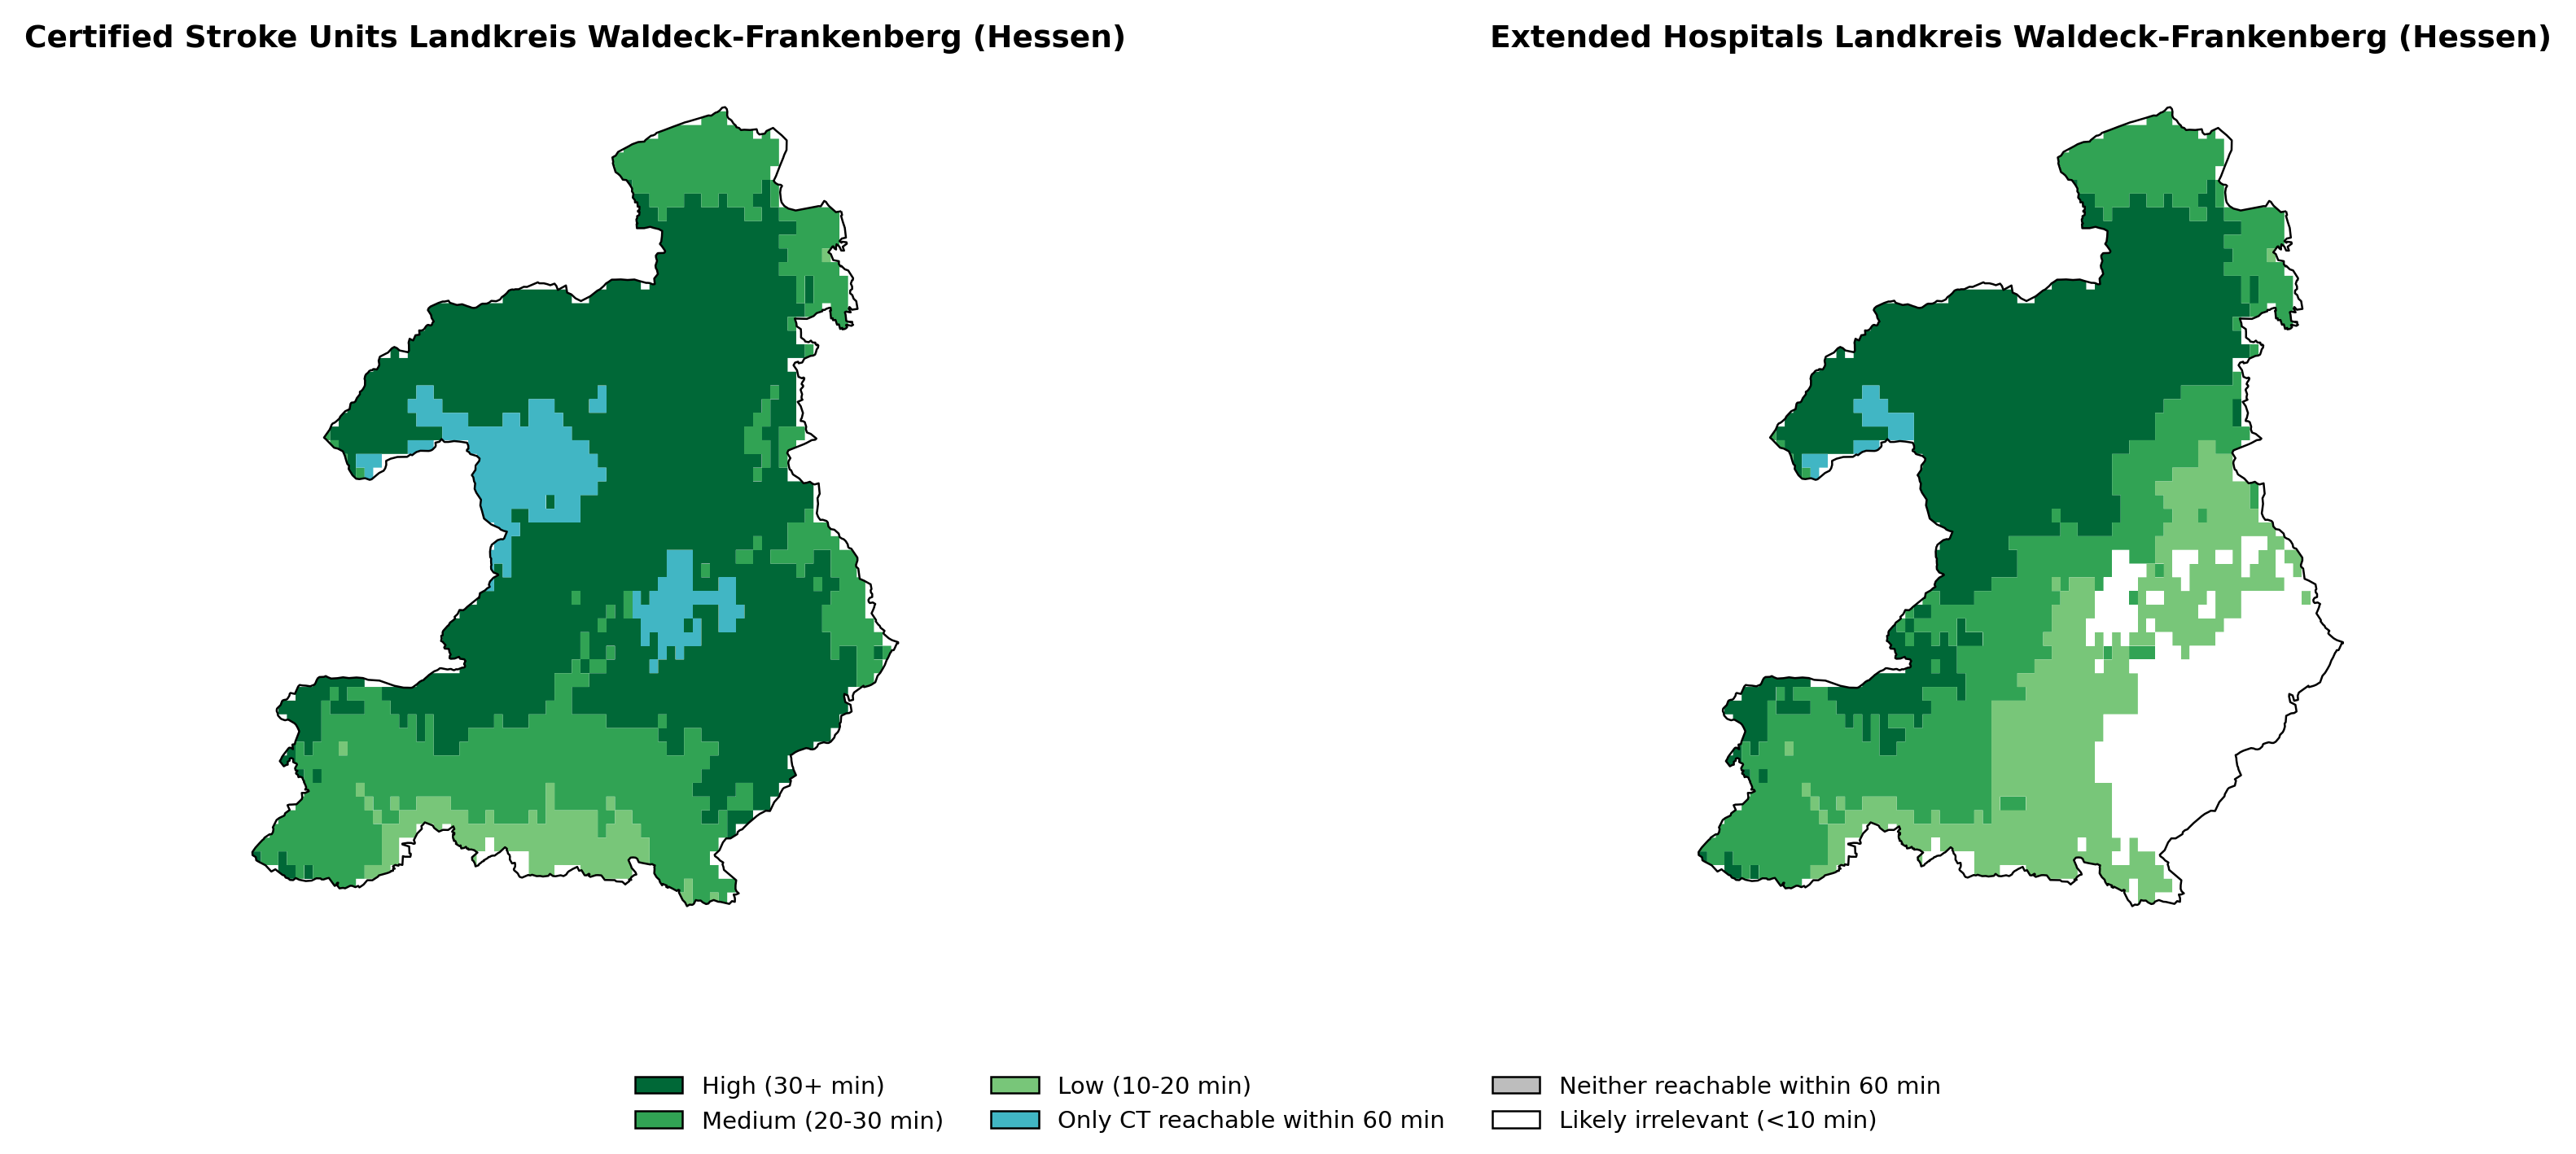 Certified Stroke Units Landkreis Waldeck-Frankenberg (Hessen)
Extended Hospitals Landkreis Waldeck-Frankenberg (Hessen)
High (30+ min)
Medium (20-30 min)
Low (10-20 min)
Only CT reachable within 60 min
Neither reachable within 60 min
Likely irrelevant (<10 min)